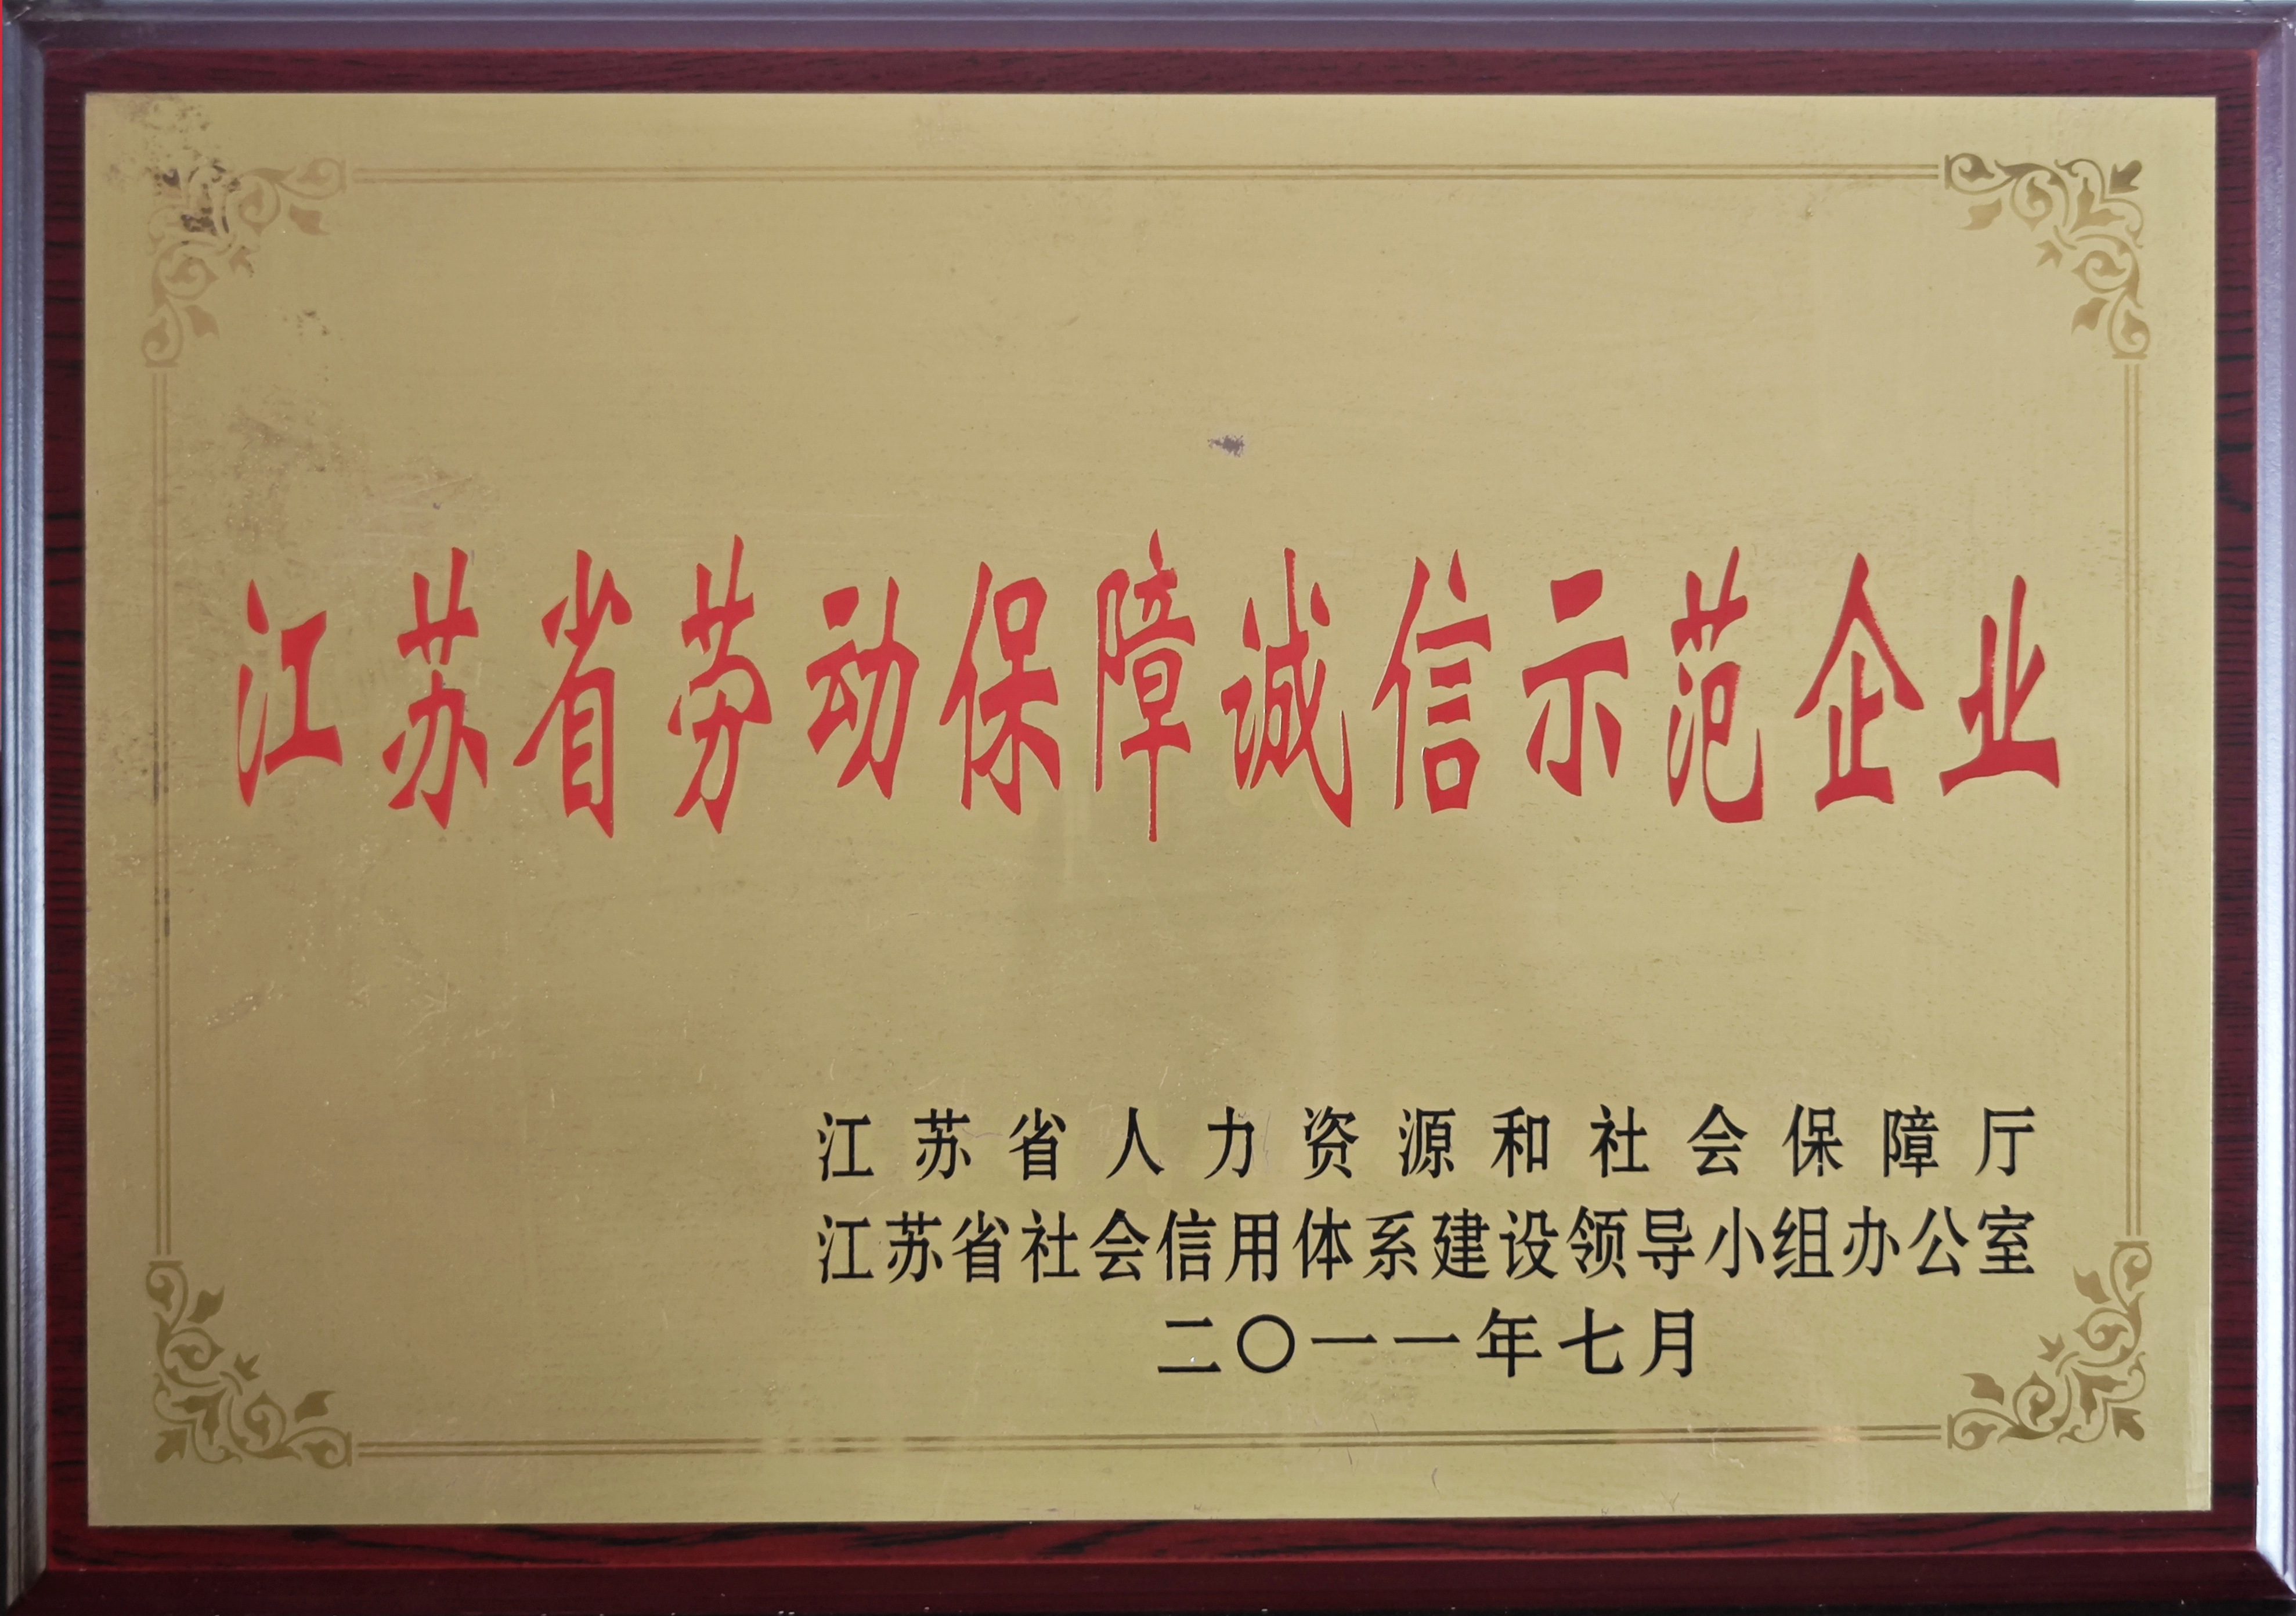 江苏省劳动保障诚信示范企业
江苏省人力资源和社会保障厅
江苏省社会信用体系建设领导小组办公室
二〇一一年七月